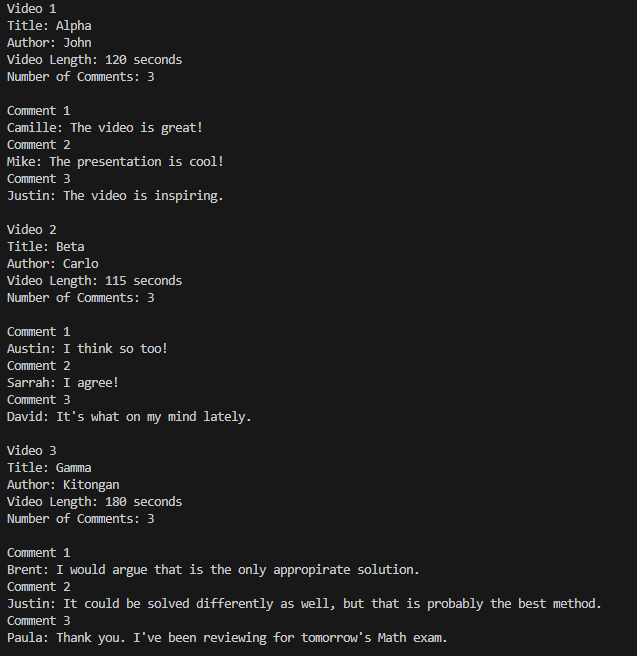 Video 1
Title: Alpha
Author: John
Video Length: 120 seconds
Number of Comments: 3

Comment 1
Camille: The video is great!
Comment 2
Mike: The presentation is cool!
Comment 3
Justin: The video is inspiring.

Video 2
Title: Beta
Author: Carlo
Video Length: 115 seconds
Number of Comments: 3

Comment 1
Austin: I think so too!
Comment 2
Sarrah: I agree!
Comment 3
David: It's what on my mind lately.

Video 3
Title: Gamma
Author: Kitongan
Video Length: 180 seconds
Number of Comments: 3

Comment 1
Brent: I would argue that is the only appropirate solution.
Comment 2
Justin: It could be solved differently as well, but that is probably the best method.
Comment 3
Paula: Thank you. I've been reviewing for tomorrow's Math exam.